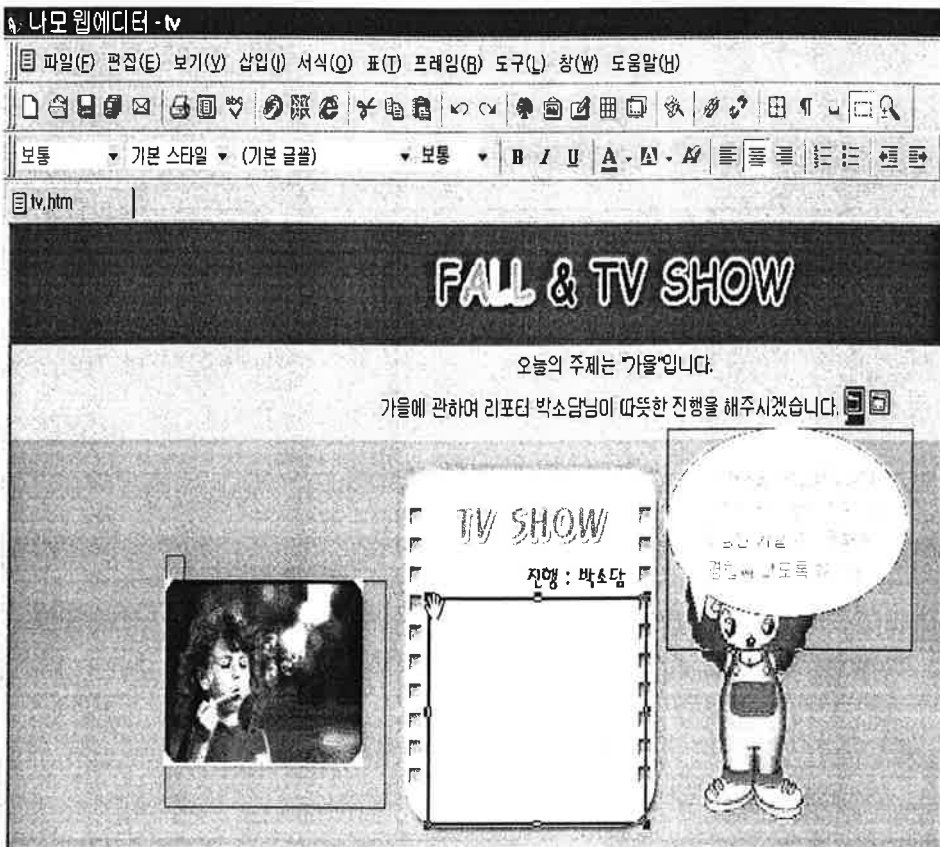 나모 웹에디터 - tv
파일(F) 편집(E) 보기(V) 삽입(I) 서식(O) 표(T) 프레임(R) 도구(L) 창(W) 도움말(H)
보통 기본 스타일 (기본 글꼴) 보통 B I U A
tv.htm
FALL & TV SHOW
오늘의 주제는 "가을"입니다.
가을에 관하여 리포터 박소담님이 따뜻한 진행을 해주시겠습니다.
TV SHOW
진행 : 박소담